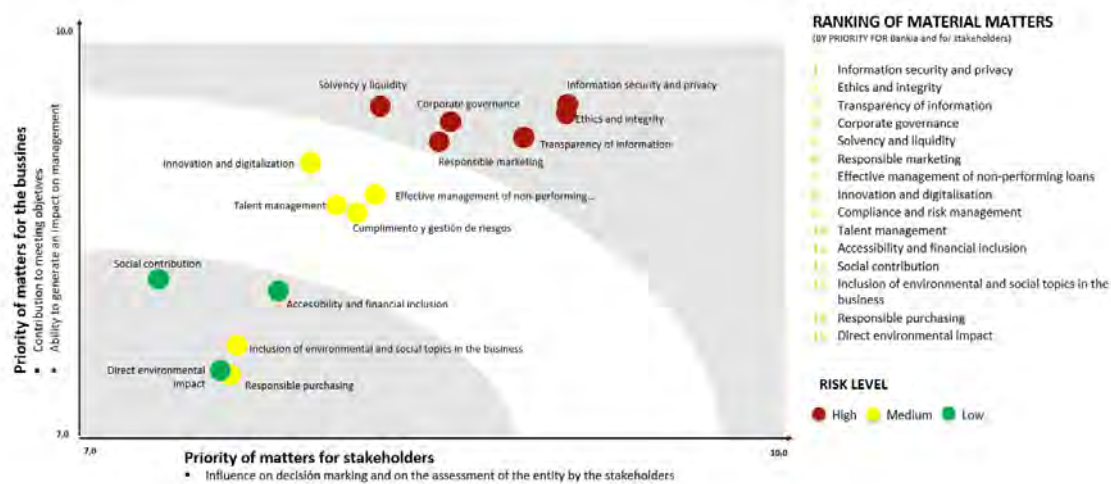 10.0
Priority of matters for the bussines
Contribution to meeting objetives
Ability to generate an impact on management
7.0
7.0
10.0
Priority of matters for stakeholders
Influence on decisión marking and on the assessment of the entity by the stakeholders
Solvency y liquidity
Information security and privacy
Corporate governance
Ethics and integrity
Transparency of information
Responsible marketing
Innovation and digitalization
Effective management of non-performing...
Talent management
Cumplimiento y gestión de riesgos
Social contribution
Accessibility and financial inclusion
Inclusion of environmental and social topics in the business
Direct environmental
impact
Responsible purchasing
RANKING OF MATERIAL MATTERS
(BY PRIORITY FOR Bankia and for stakeholders)
Information security and privacy
Ethics and integrity
Transparency of information
Corporate governance
Solvency and liquidity
Responsible marketing
Effective management of non-performing loans
Innovation and digitalisation
Compliance and risk management
Talent management
Accessibility and financial inclusion
Social contribution
Inclusion of environmental and social topics in the
business
Responsible purchasing
Direct environmental impact
RISK LEVEL
High Medium Low